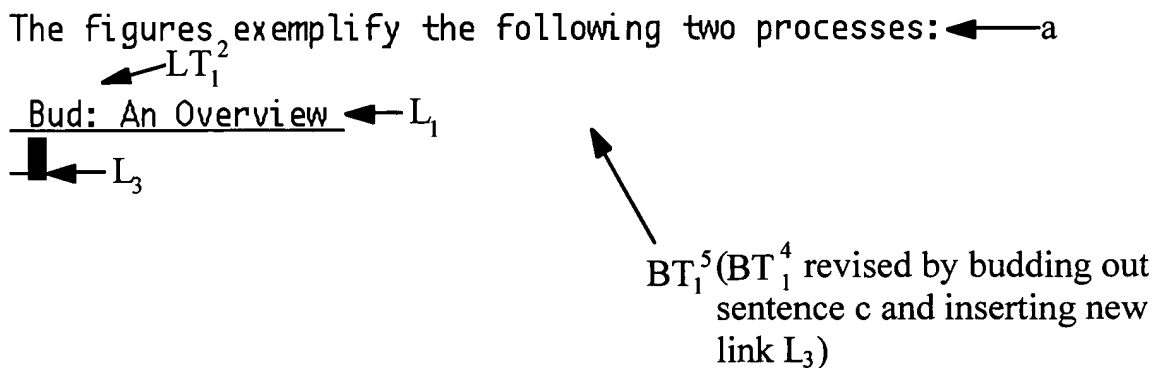 The figures exemplify the following two processes: a
LT₁²
Bud: An Overview L₁
L₃
BT₁⁵ (BT₁⁴ revised by budding out
sentence c and inserting new
link L₃)